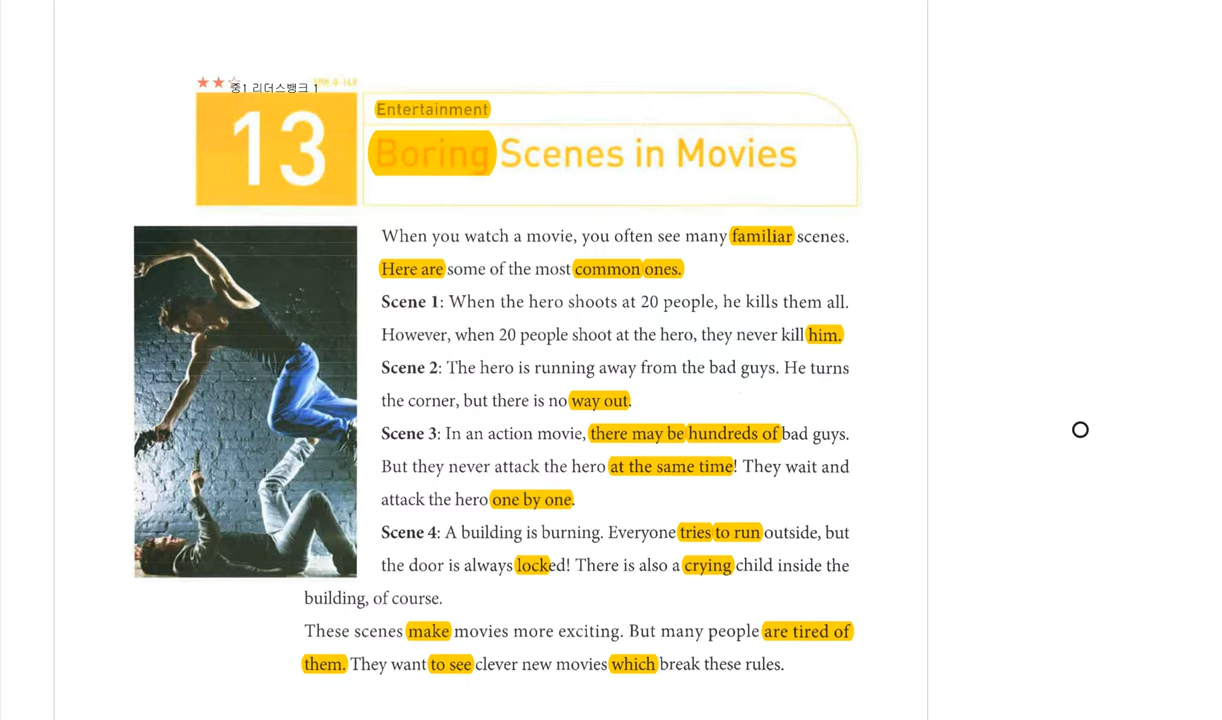 중1 리더스뱅크 1
13
Entertainment
Boring Scenes in Movies
When you watch a movie, you often see many familiar scenes.
Here are some of the most common ones.
Scene 1: When the hero shoots at 20 people, he kills them all.
However, when 20 people shoot at the hero, they never kill him.
Scene 2: The hero is running away from the bad guys. He turns
the corner, but there is no way out.
Scene 3: In an action movie, there may be hundreds of bad guys.
But they never attack the hero at the same time! They wait and
attack the hero one by one.
Scene 4: A building is burning. Everyone tries to run outside, but
the door is always locked! There is also a crying child inside the
building, of course.
These scenes make movies more exciting. But many people are tired of
them. They want to see clever new movies which break these rules.